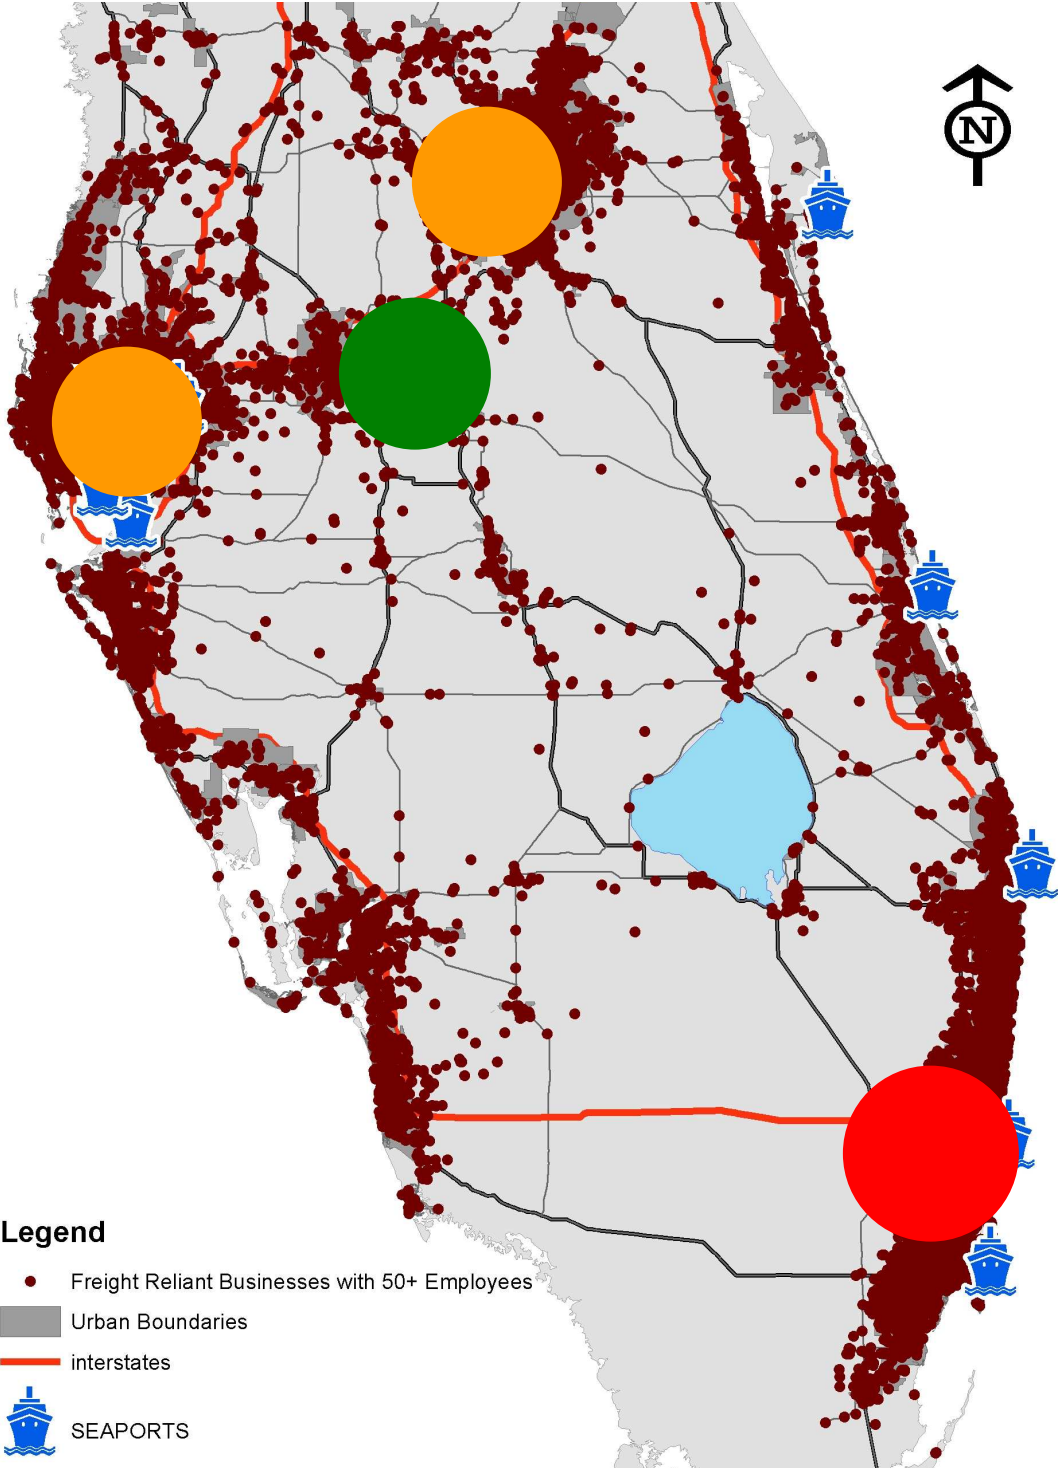 N
Legend
Freight Reliant Businesses with 50+ Employees
Urban Boundaries
interstates
SEAPORTS